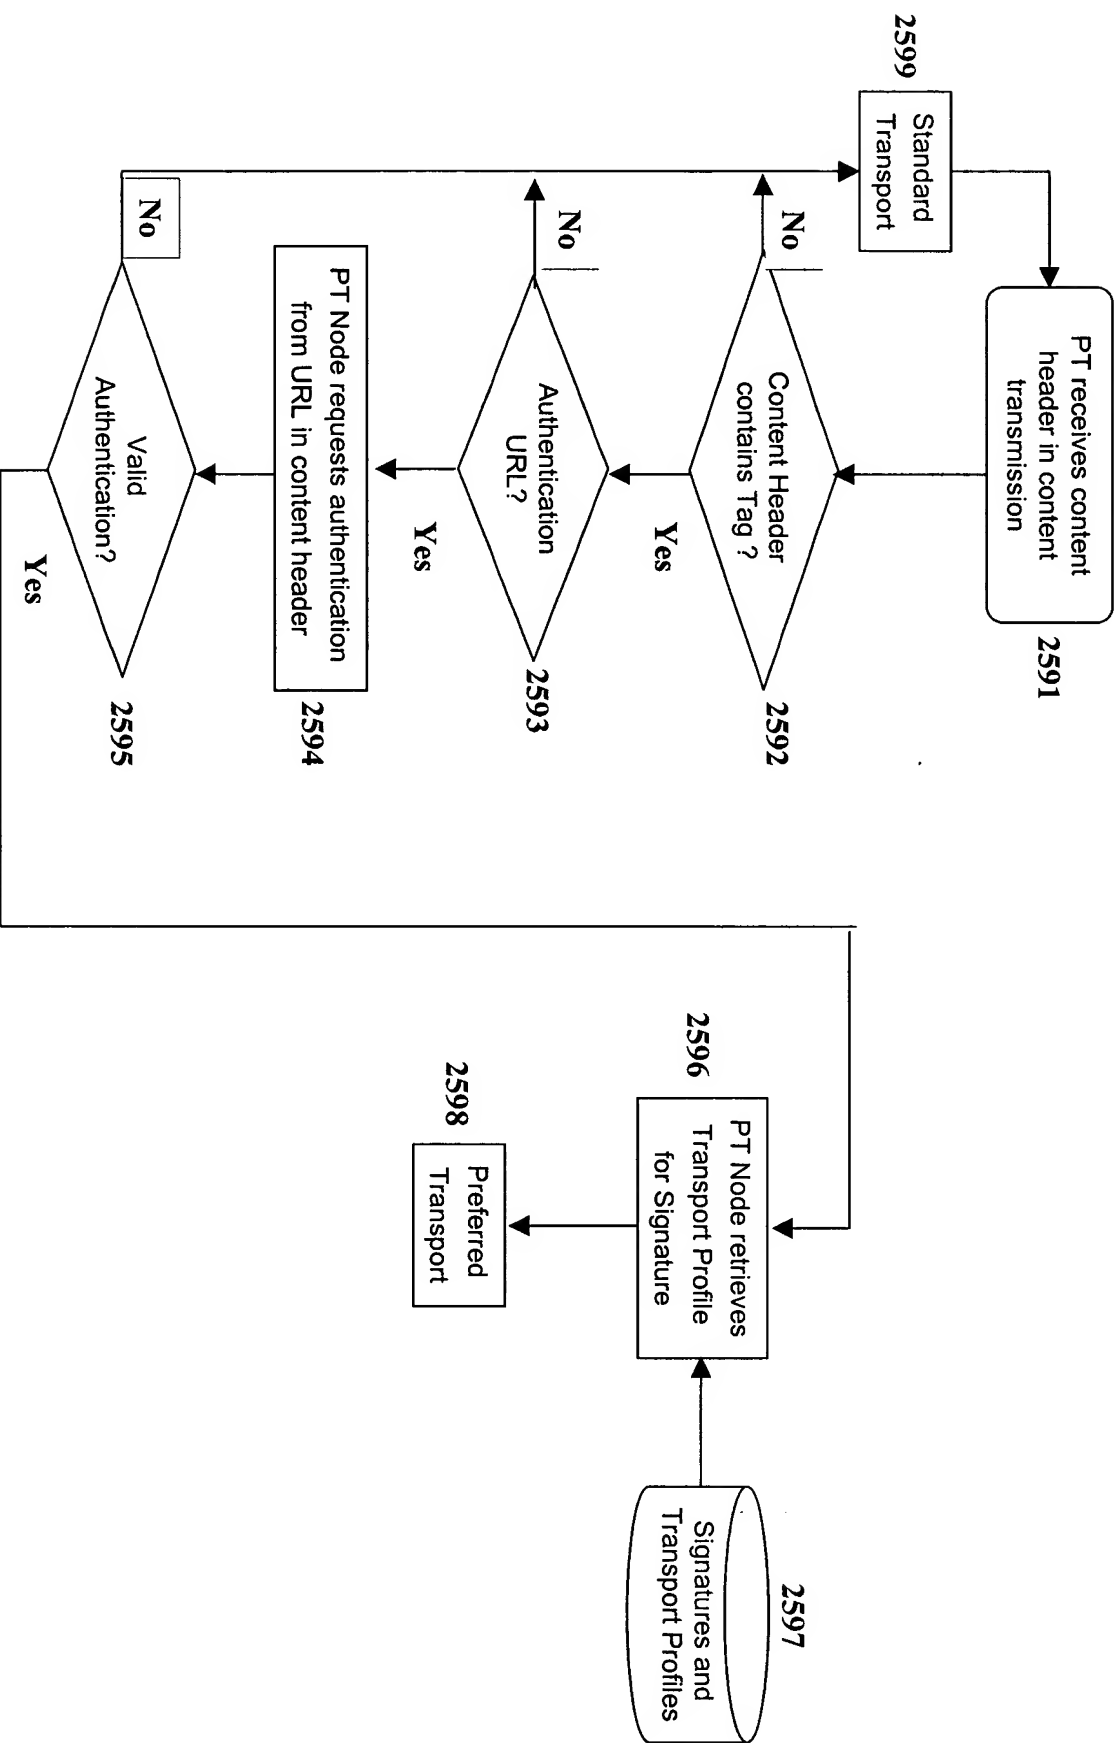 2599
Standard
Transport
PT receives content
header in content
transmission
2591
No
Content Header
contains Tag ?
2592
Yes
No
Authentication
URL?
2593
Yes
PT Node requests authentication
from URL in content header
2594
No
Valid
Authentication?
2595
Yes
2596
PT Node retrieves
Transport Profile
for Signature
2597
Signatures and
Transport Profiles
2598
Preferred
Transport